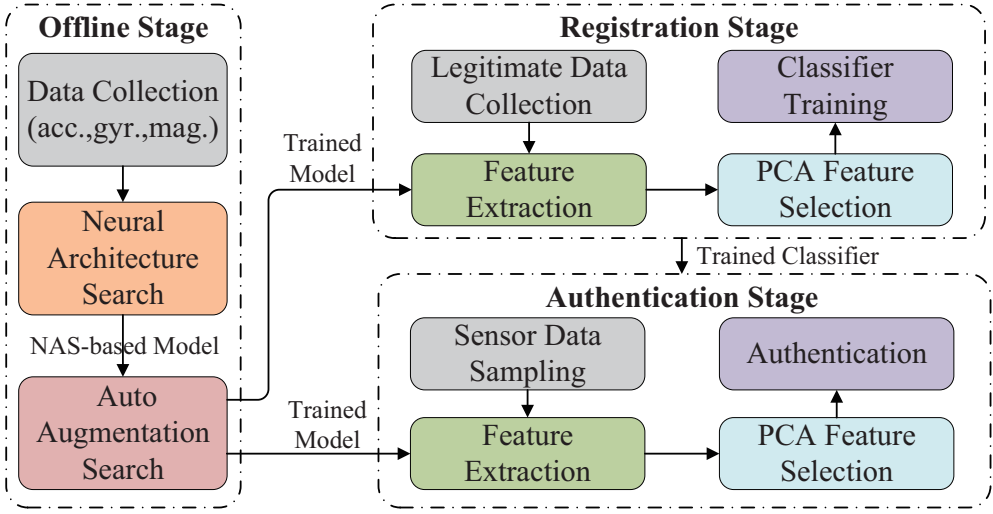 Offline Stage
Data Collection
(acc.,gyr.,mag.)
Neural
Architecture
Search
NAS-based Model
Auto
Augmentation
Search
Trained
Model
Trained
Model
Registration Stage
Legitimate Data
Collection
Feature
Extraction
PCA Feature
Selection
Classifier
Training
Trained Classifier
Authentication Stage
Sensor Data
Sampling
Feature
Extraction
PCA Feature
Selection
Authentication